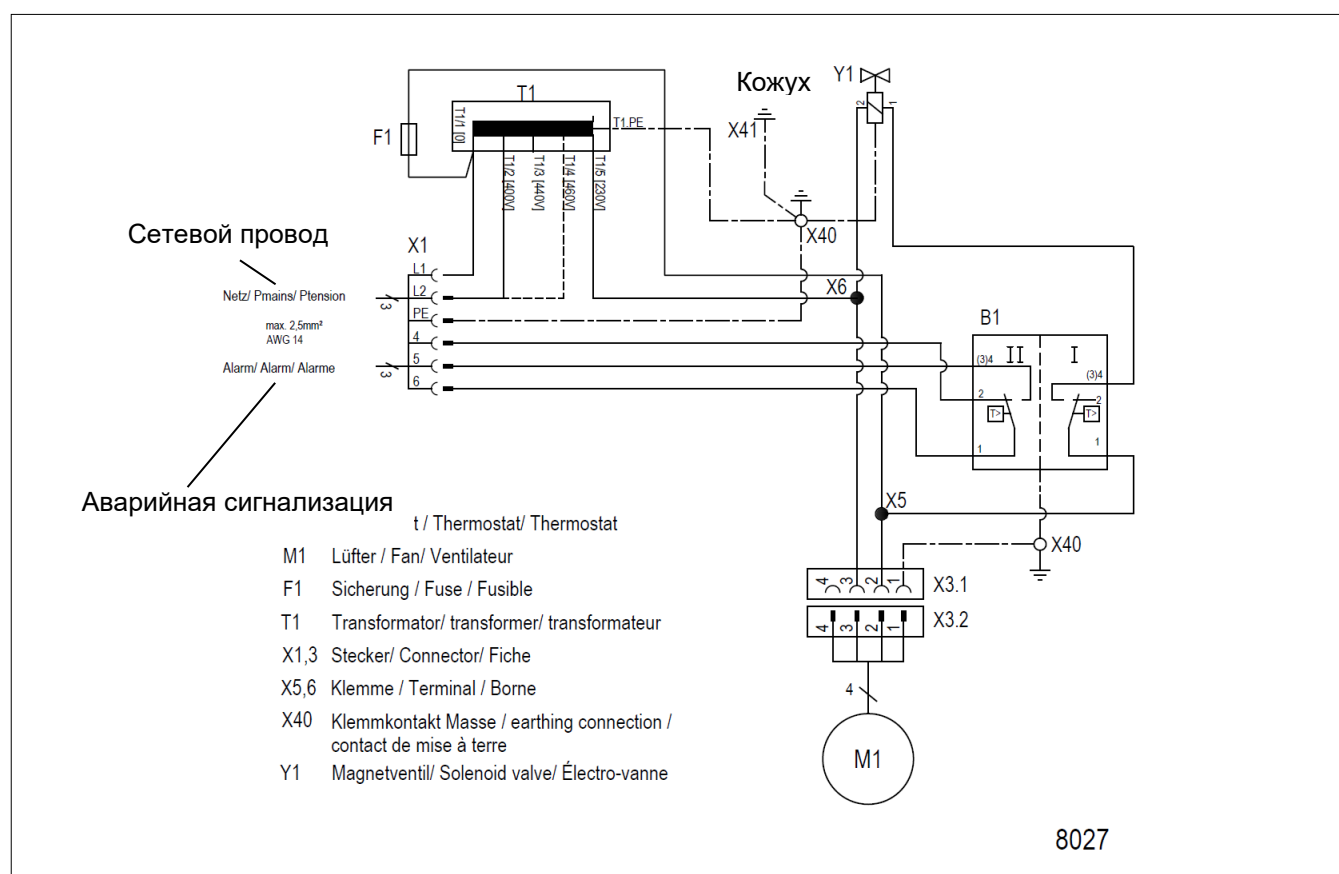 T1
Кожух
Y1
2
1
T1/1 [0]
T1.PE
X41
F1
T1/2 [400V]
T1/3 [440V]
T1/4 [460V]
T1/5 [230V]
X40
Сетевой провод
X1
L1
Netz/ Pmains/ Ptension
3
L2
X6
max. 2,5mm²
AWG 14
PE
B1
4
Alarm/ Alarm/ Alarme
3
5
6
(3)4
II
I
(3)4
2
2
T>
T>
1
1
Аварийная сигнализация
X5
t / Thermostat/ Thermostat
X40
M1 Lüfter / Fan/ Ventilateur
4 3 2 1
X3.1
F1 Sicherung / Fuse / Fusible
4 3 2 1
X3.2
T1 Transformator/ transformer/ transformateur
X1,3 Stecker/ Connector/ Fiche
X5,6 Klemme / Terminal / Borne
4
X40 Klemmkontakt Masse / earthing connection /
contact de mise à terre
M1
Y1 Magnetventil/ Solenoid valve/ Électro-vanne
8027